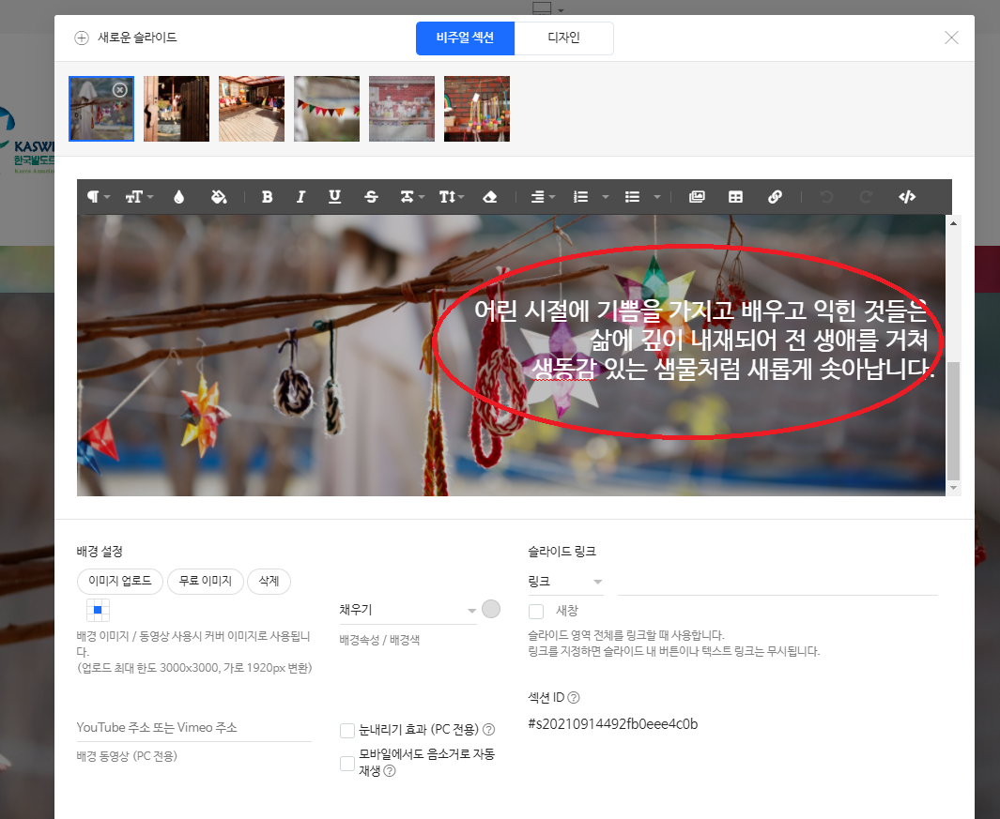 새로운 슬라이드
비주얼 섹션
디자인
KASWE
한국발도르
Korea Associat
B I U S
어린 시절에 기쁨을 가지고 배우고 익힌 것들은
삶에 깊이 내재되어 전 생애를 거쳐
생동감 있는 샘물처럼 새롭게 솟아납니다.
배경 설정
이미지 업로드
무료 이미지
삭제
채우기
배경 이미지 / 동영상 사용시 커버 이미지로 사용됩니
다.
(업로드 최대 한도 3000x3000, 가로 1920px 변환)
배경속성 / 배경색
YouTube 주소 또는 Vimeo 주소
배경 동영상 (PC 전용)
눈내리기 효과 (PC 전용)
모바일에서도 음소거로 자동
재생
슬라이드 링크
링크
새창
슬라이드 영역 전체를 링크할 때 사용합니다.
링크를 지정하면 슬라이드 내 버튼이나 텍스트 링크는 무시됩니다.
섹션 ID
#s20210914492fb0eee4c0b